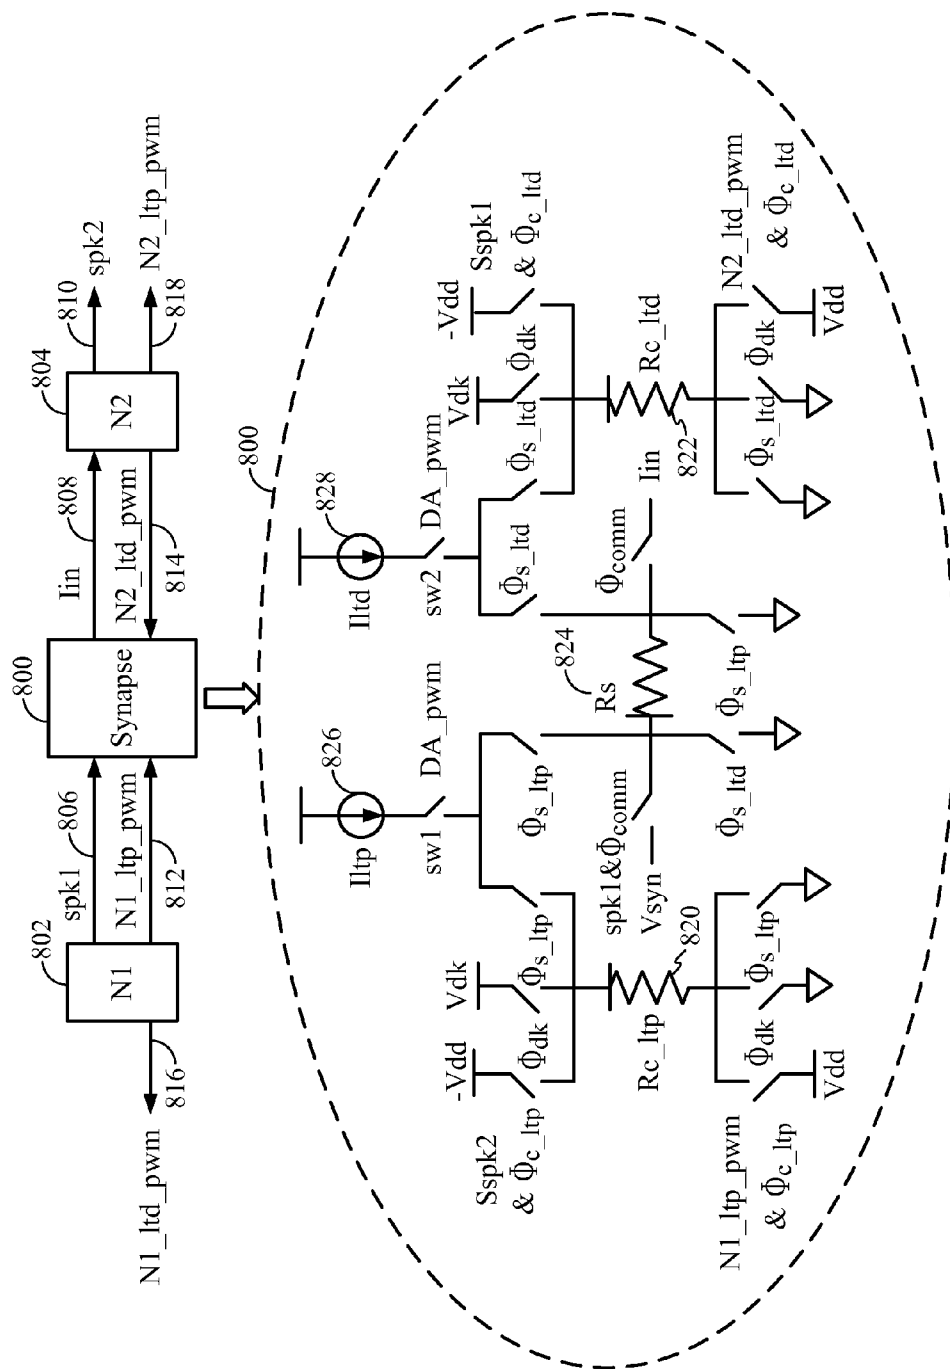 802
N1
816
N1_ltd_pwm
spk1
806
N1_ltp_pwm
812
800
Synapse
Iin
808
N2_ltd_pwm
814
804
N2
810
spk2
818
N2_ltp_pwm
800
Iltp
826
sw1
DA_pwm
Iltd
828
sw2
DA_pwm
-Vdd
Sspk2
& Φc_ltp
Vdk
Φdk
Φs_ltp
Φs_ltp
Φs_ltd
Φs_ltd
Vdk
Φdk
-Vdd
Sspk1
& Φc_ltd
spk1&Φcomm
Vsyn
Rs
824
Φcomm
Iin
Rc_ltp
820
Rc_ltd
822
N1_ltp_pwm
& Φc_ltp
Vdd
Φdk
Φs_ltp
Φs_ltd
Φs_ltp
Φs_ltd
Φdk
N2_ltd_pwm
& Φc_ltd
Vdd